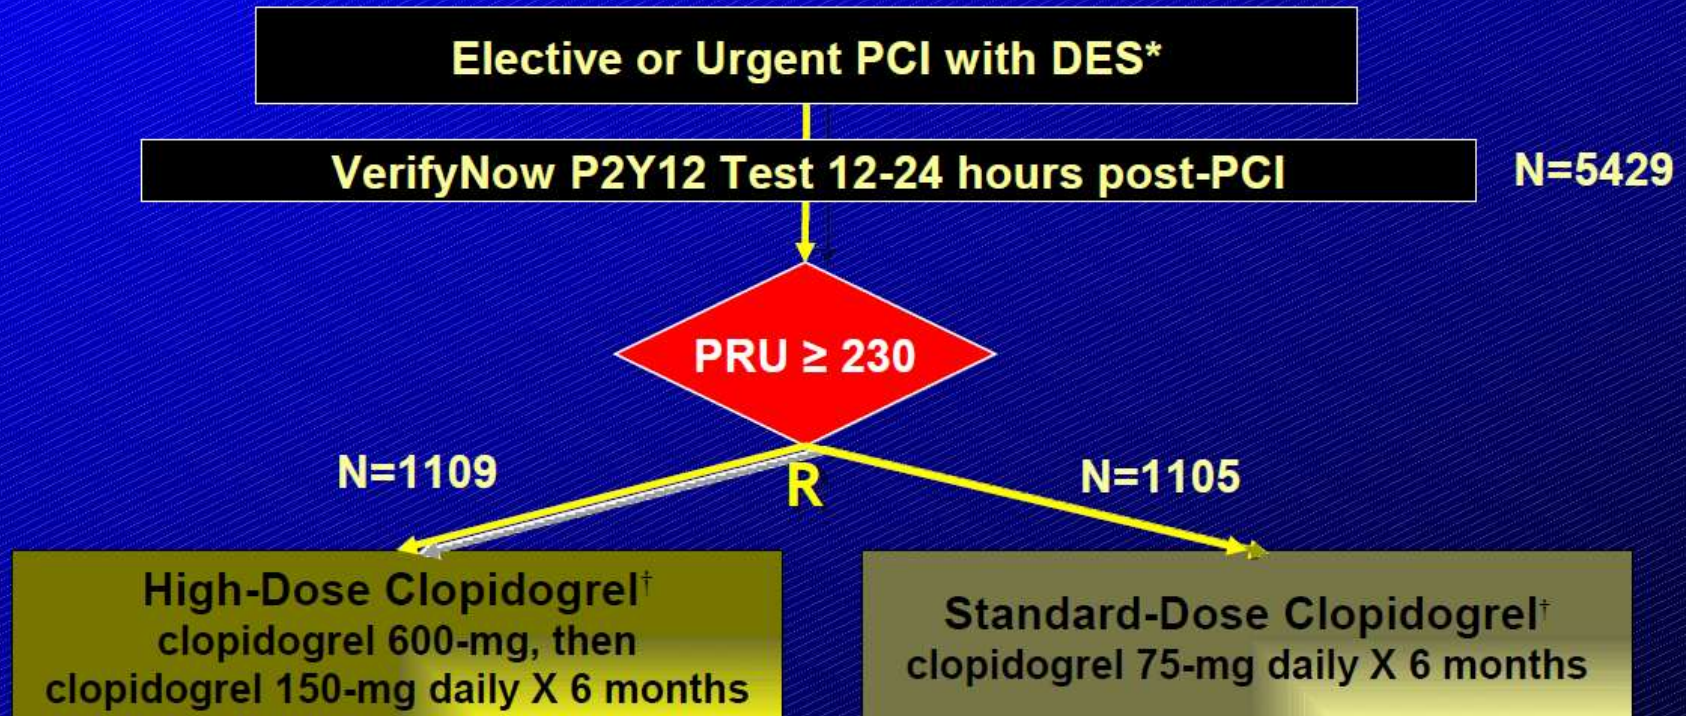 Elective or Urgent PCI with DES*
VerifyNow P2Y12 Test 12-24 hours post-PCI
N=5429
PRU ≥ 230
N=1109
R
N=1105
High-Dose Clopidogrel†
clopidogrel 600-mg, then
clopidogrel 150-mg daily X 6 months
Standard-Dose Clopidogrel†
clopidogrel 75-mg daily X 6 months